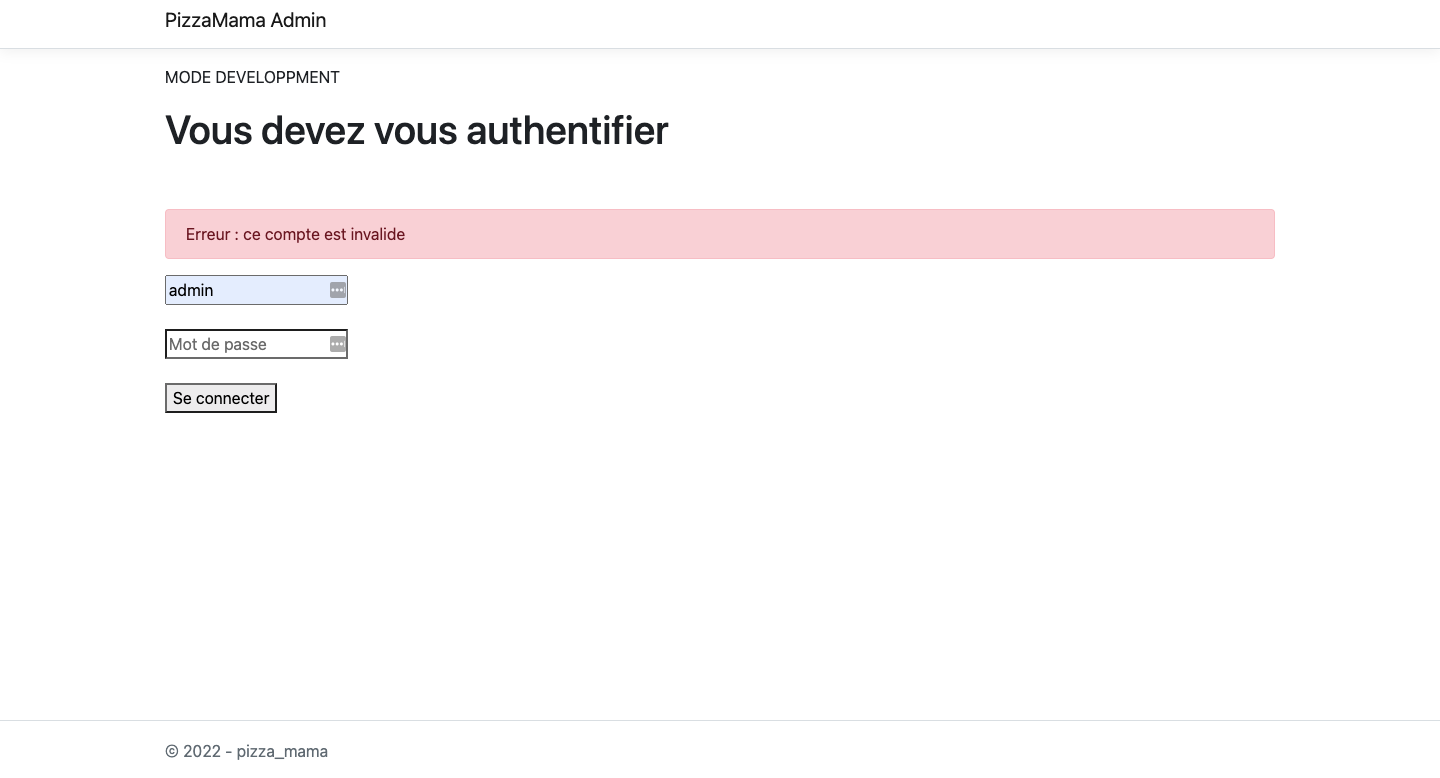 PizzaMama Admin
MODE DEVELOPPMENT
Vous devez vous authentifier
Erreur : ce compte est invalide
admin
Mot de passe
Se connecter
© 2022 - pizza_mama